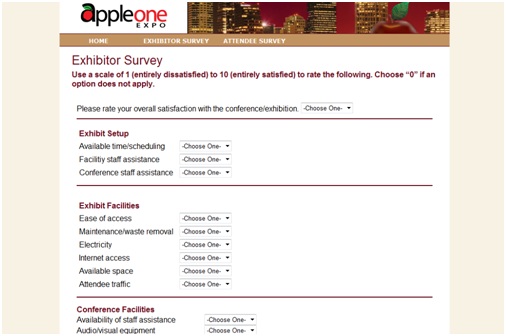 appleone
EXPO
HOME EXHIBITOR SURVEY ATTENDEE SURVEY
Exhibitor Survey
Use a scale of 1 (entirely dissatisfied) to 10 (entirely satisfied) to rate the following. Choose “0” if an
option does not apply.
Please rate your overall satisfaction with the conference/exhibition. -Choose One-
Exhibit Setup
Available time/scheduling -Choose One-
Facilitiy staff assistance -Choose One-
Conference staff assistance -Choose One-
Exhibit Facilities
Ease of access -Choose One-
Maintenance/waste removal -Choose One-
Electricity -Choose One-
Internet access -Choose One-
Available space -Choose One-
Attendee traffic -Choose One-
Conference Facilities
Availability of staff assistance -Choose One-
Audio/visual equipment -Choose One-